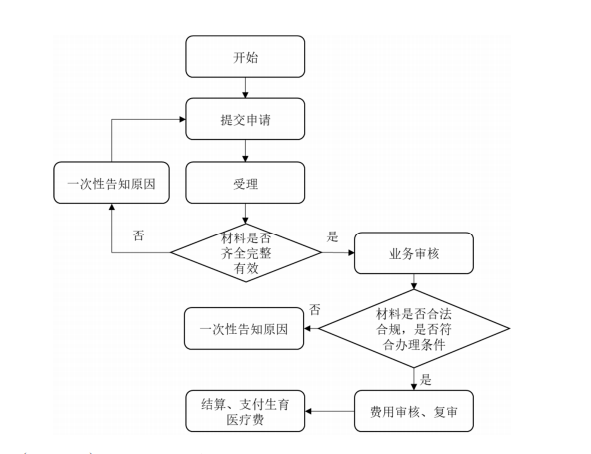 开始
提交申请
一次性告知原因
受理
否
材料是否
齐全完整
有效
是
业务审核
一次性告知原因
否
材料是否合法
合规，是否符
合办理条件
是
结算、支付生育
医疗费
费用审核、复审